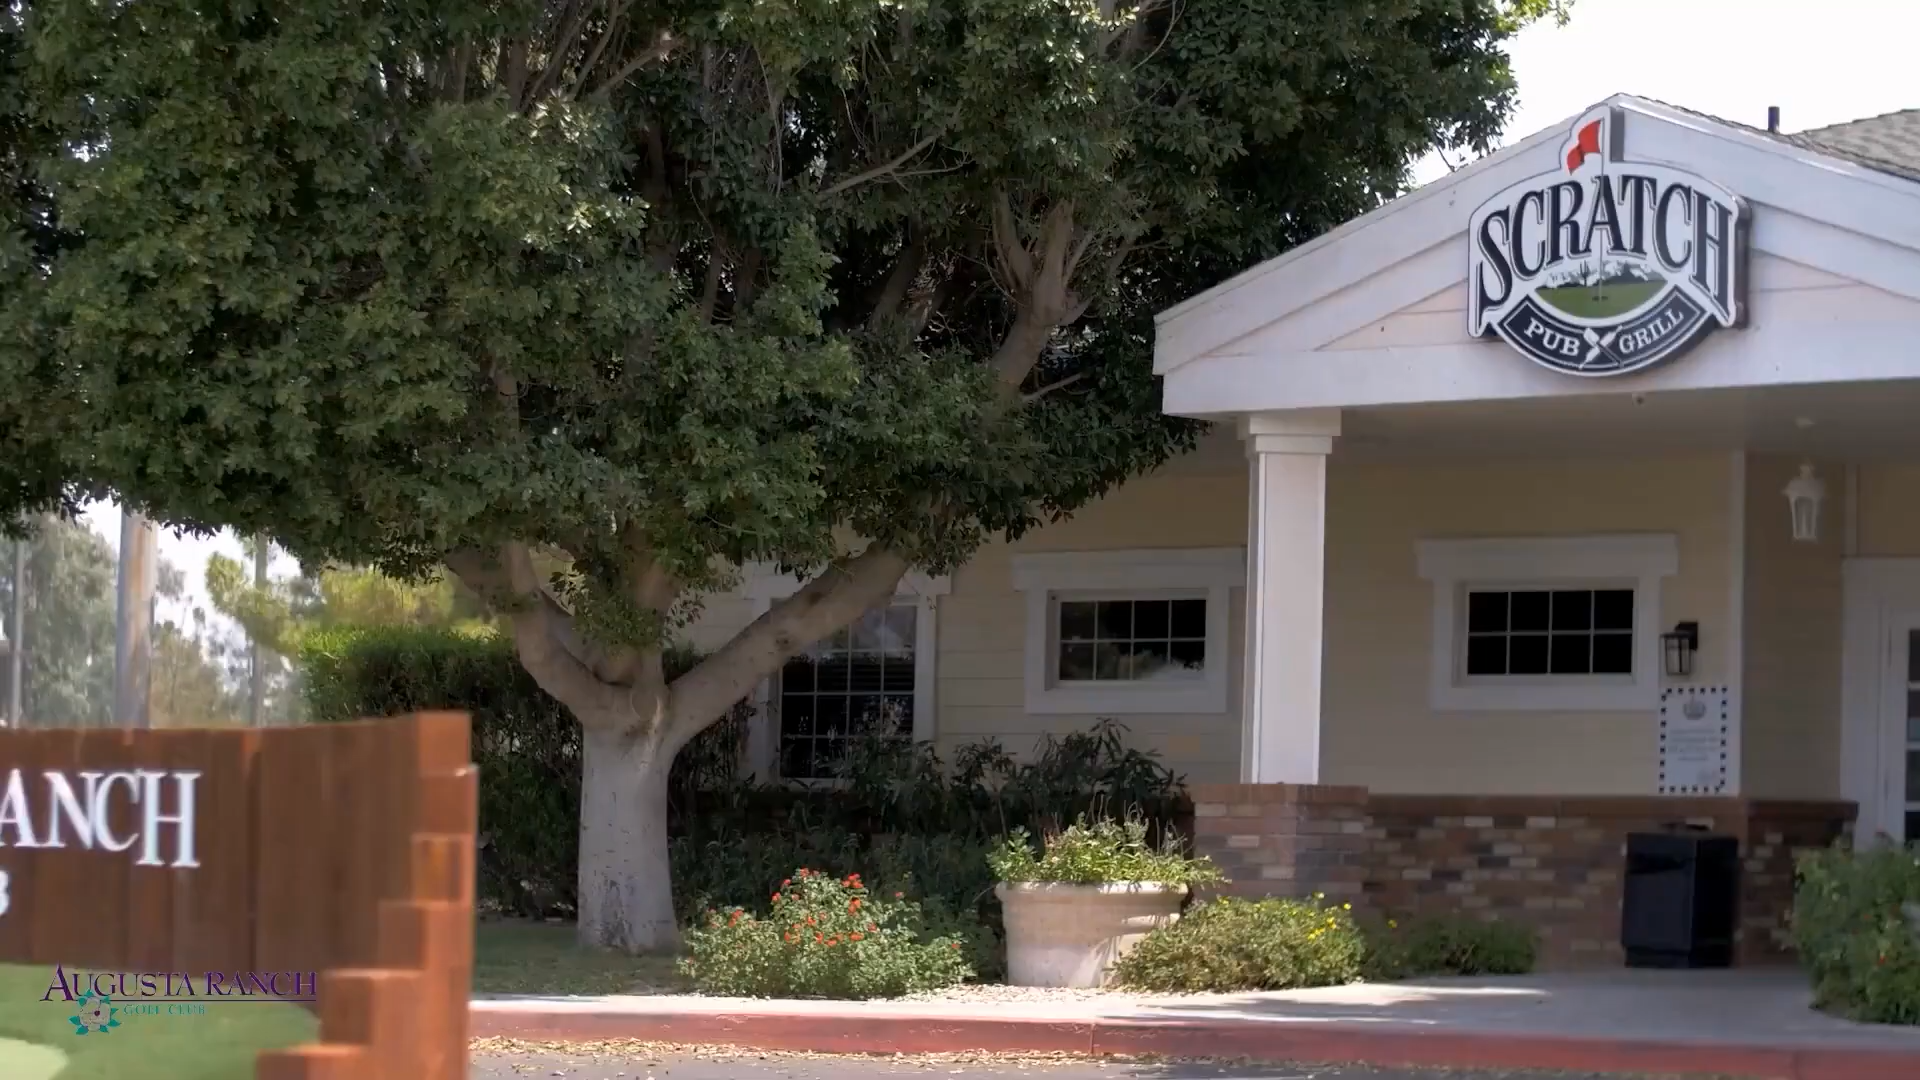 SCRATCH
PUB GRILL
ANCH
AUGUSTA RANCH
GOLF CLUB